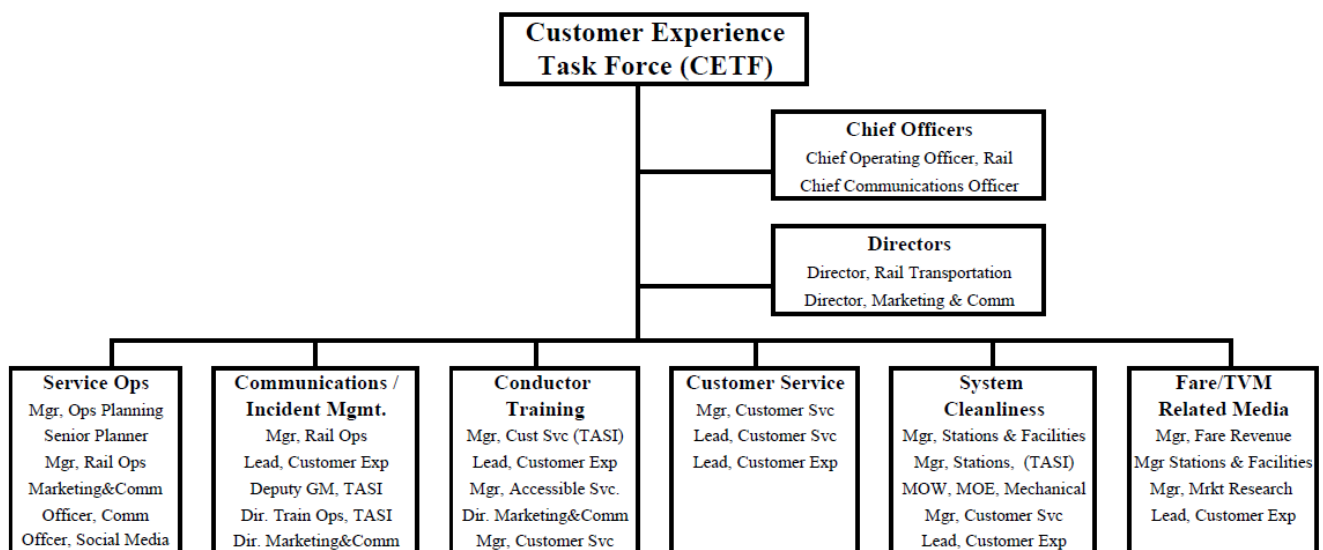 Customer Experience
Task Force (CETF)
Chief Officers
Chief Operating Officer, Rail
Chief Communications Officer
Directors
Director, Rail Transportation
Director, Marketing & Comm
Service Ops
Mgr, Ops Planning
Senior Planner
Mgr, Rail Ops
Marketing&Comm
Officer, Comm
Offcer, Social Media
Communications /
Incident Mgmt.
Mgr, Rail Ops
Lead, Customer Exp
Deputy GM, TASI
Dir. Train Ops, TASI
Dir. Marketing&Comm
Conductor
Training
Mgr, Cust Svc (TASI)
Lead, Customer Exp
Mgr, Accessible Svc.
Dir. Marketing&Comm
Mgr, Customer Svc
Customer Service
Mgr, Customer Svc
Lead, Customer Svc
Lead, Customer Exp
System
Cleanliness
Mgr, Stations & Facilities
Mgr, Stations, (TASI)
MOW, MOE, Mechanical
Mgr, Customer Svc
Lead, Customer Exp
Fare/TVM
Related Media
Mgr, Fare Revenue
Mgr Stations & Facilities
Mgr, Mrkt Research
Lead, Customer Exp